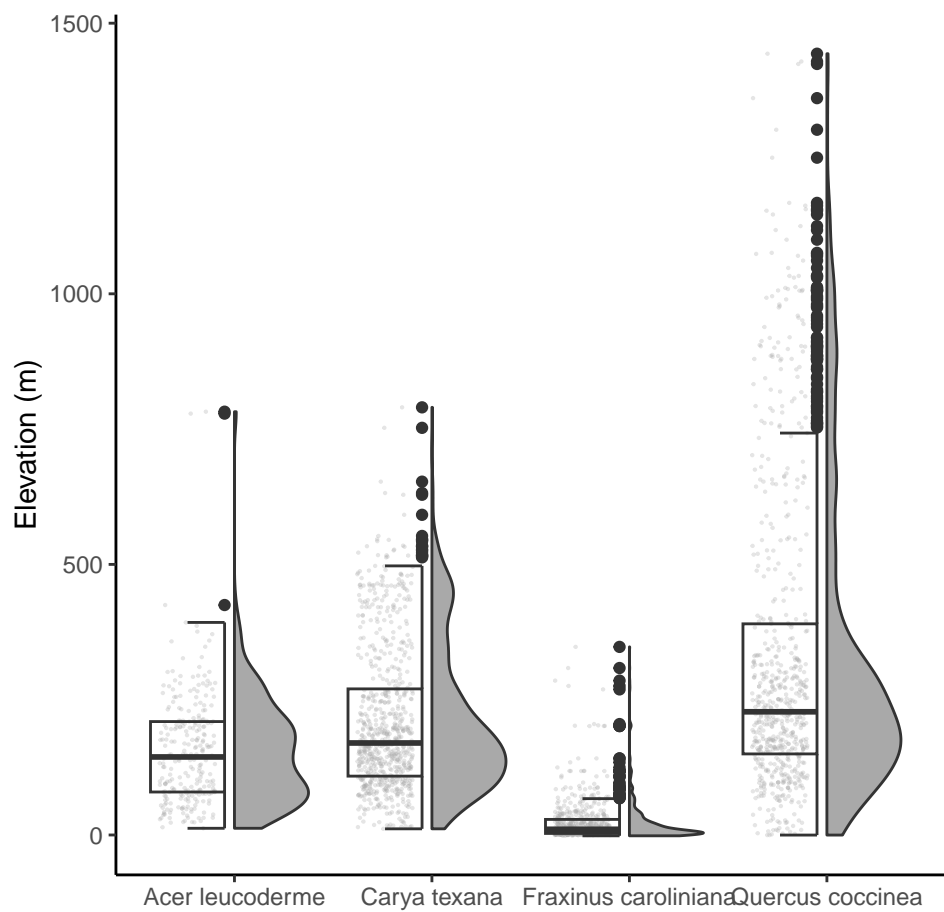 1500
1000
500
0
Elevation (m)
Acer leucoderme
Carya texana
Fraxinus caroliniana
Quercus coccinea